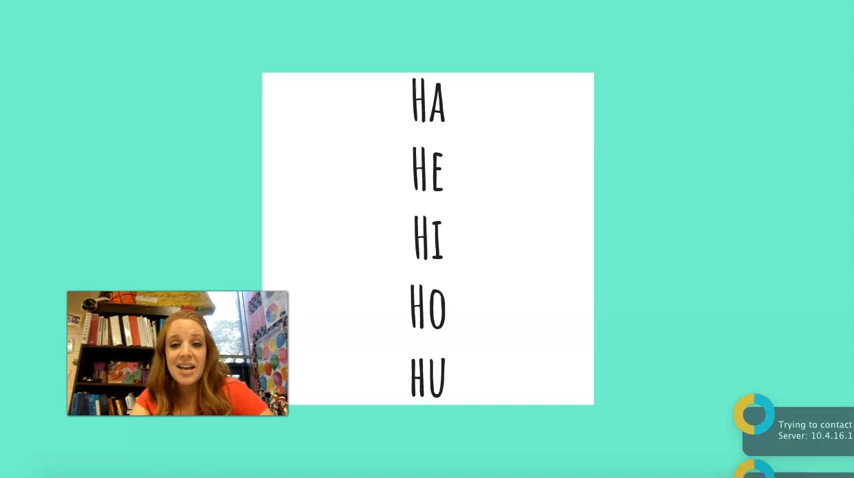 HA
HE
HI
HO
HU
Trying to contact
Server: 10.4.16.1